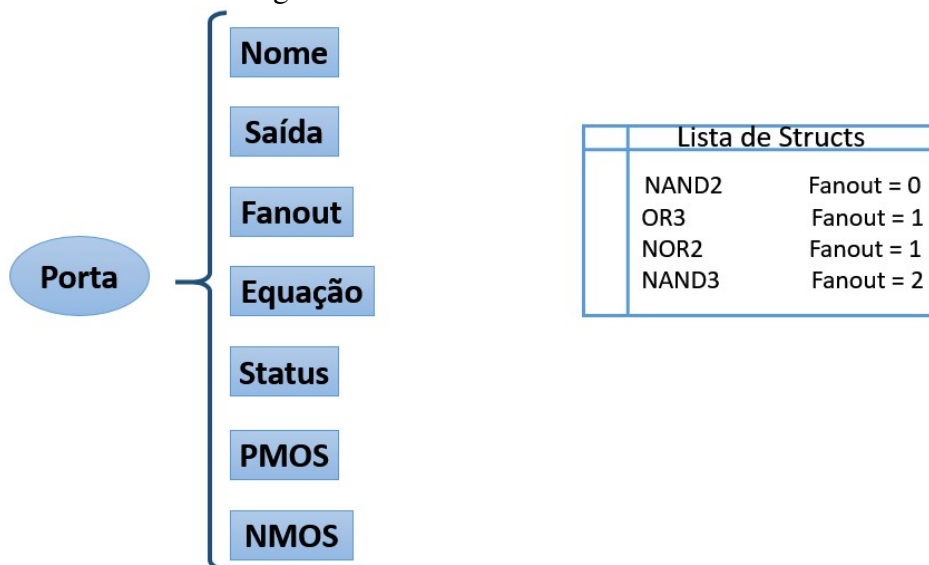 Nome
Saída
Fanout
Equação
Status
PMOS
NMOS
Porta
Lista de Structs
NAND2 Fanout = 0
OR3 Fanout = 1
NOR2 Fanout = 1
NAND3 Fanout = 2